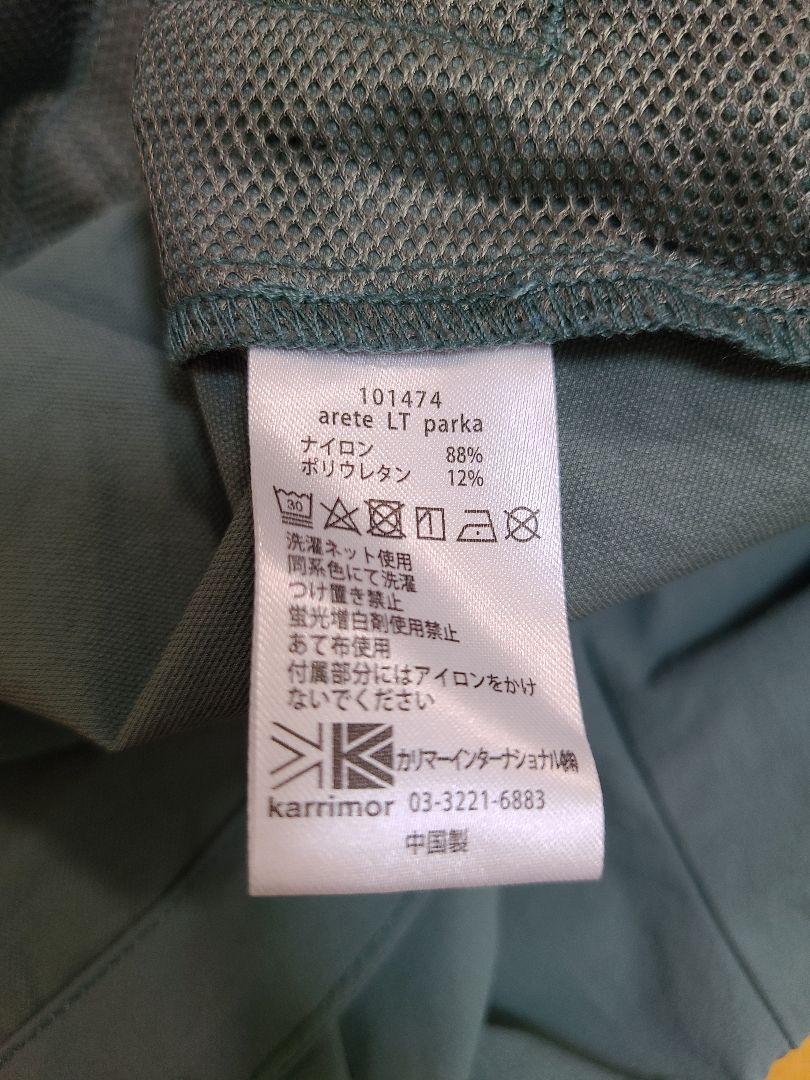 101474
arete LT parka
ナイロン 88%
ポリウレタン 12%
30
洗濯ネット使用
同系色にて洗濯
つけ置き禁止
蛍光増白剤使用禁止
あて布使用
付属部分にはアイロンをかけ
ないでください
カリマーインターナショナル㈱
karrimor 03-3221-6883
中国製